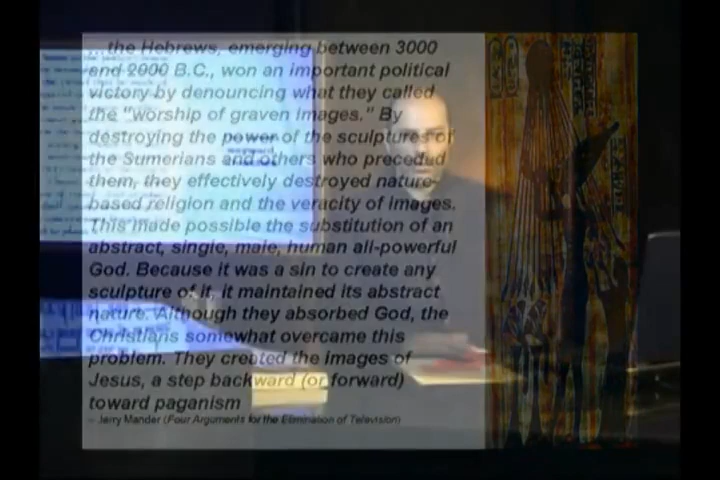 ... the Hebrews, emerging between 3000
and 2000 B.C., won an important political
victory by denouncing what they called
the "worship of graven images." By
destroying the power of the sculptures of
the Sumerians and others who preceded
them, they effectively destroyed nature-
based religion and the veracity of images.
This made possible the substitution of an
abstract, single, male, human all-powerful
God. Because it was a sin to create any
sculpture of it, it maintained its abstract
nature. Although they absorbed God, the
Christians somewhat overcame this
problem. They created the images of
Jesus, a step backward (or forward)
toward paganism
- Jerry Mander (Four Arguments for the Elimination of Television)